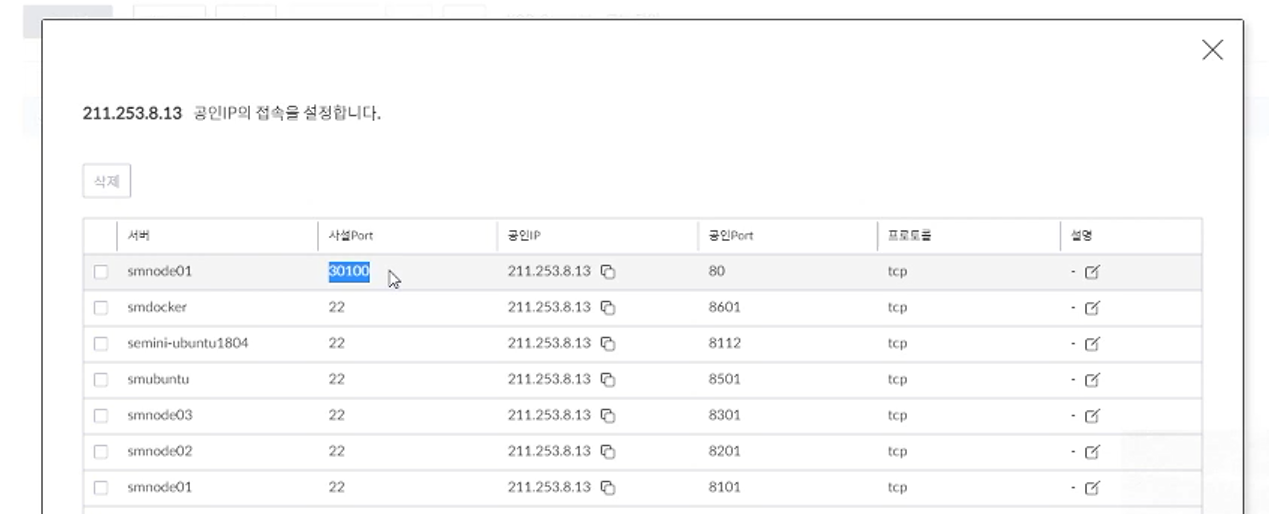 211.253.8.13 공인IP의 접속을 설정합니다.
삭제
서버 사설Port 공인IP 공인Port 프로토콜 설명
smnode01 30100 211.253.8.13 80 tcp -
smdocker 22 211.253.8.13 8601 tcp -
semini-ubuntu1804 22 211.253.8.13 8112 tcp -
smubuntu 22 211.253.8.13 8501 tcp -
smnode03 22 211.253.8.13 8301 tcp -
smnode02 22 211.253.8.13 8201 tcp -
smnode01 22 211.253.8.13 8101 tcp -